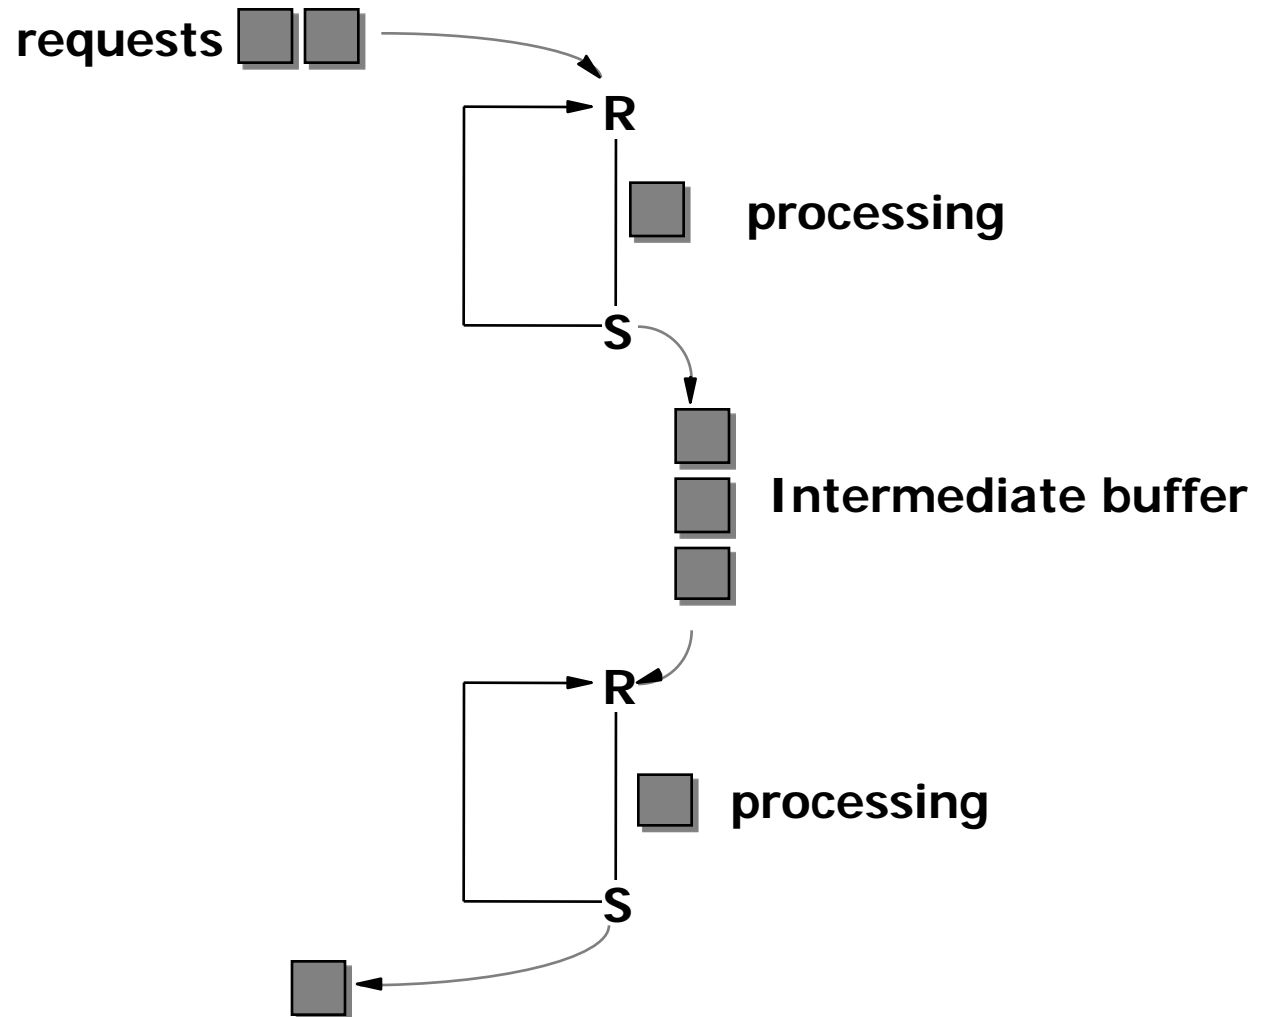 requests
R
processing
S
Intermediate buffer
R
processing
S